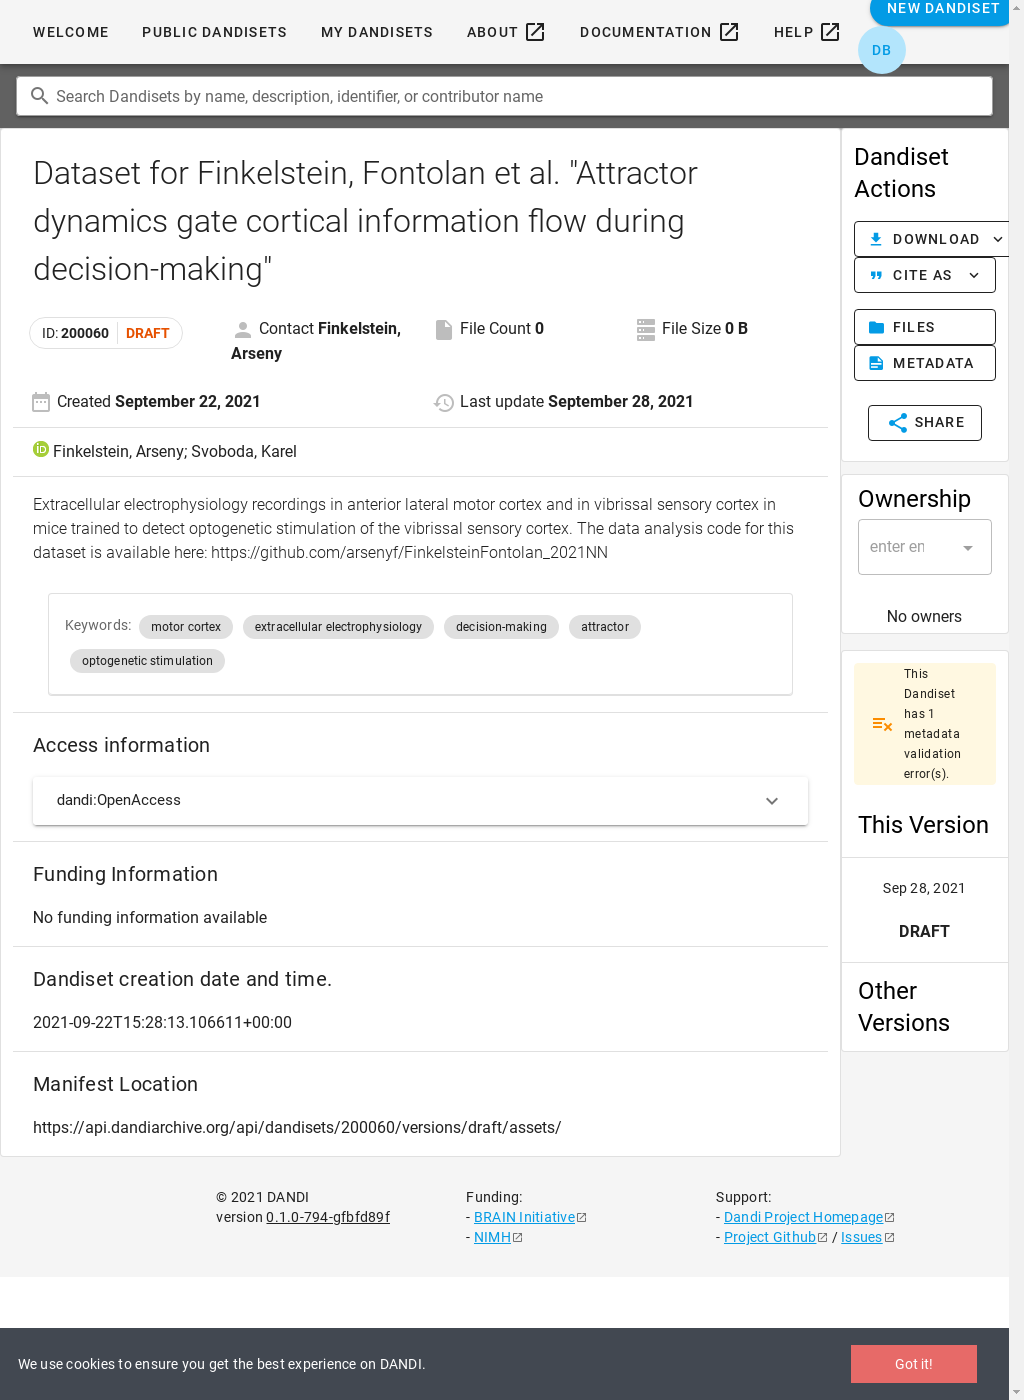 WELCOME
PUBLIC DANDISETS
MY DANDISETS
ABOUT
DOCUMENTATION
HELP
NEW DANDISET
DB
Search Dandisets by name, description, identifier, or contributor name
Dataset for Finkelstein, Fontolan et al. "Attractor
dynamics gate cortical information flow during
decision-making"
ID: 200060 DRAFT
Contact Finkelstein,
Arseny
File Count 0
File Size 0 B
Created September 22, 2021
Last update September 28, 2021
iD Finkelstein, Arseny; Svoboda, Karel
Extracellular electrophysiology recordings in anterior lateral motor cortex and in vibrissal sensory cortex in
mice trained to detect optogenetic stimulation of the vibrissal sensory cortex. The data analysis code for this
dataset is available here: https://github.com/arsenyf/FinkelsteinFontolan_2021NN
Keywords: motor cortex extracellular electrophysiology decision-making attractor
optogenetic stimulation
Access information
dandi:OpenAccess
Funding Information
No funding information available
Dandiset creation date and time.
2021-09-22T15:28:13.106611+00:00
Manifest Location
https://api.dandiarchive.org/api/dandisets/200060/versions/draft/assets/
Dandiset
Actions
DOWNLOAD
CITE AS
FILES
METADATA
SHARE
Ownership
enter en
No owners
This
Dandiset
has 1
metadata
validation
error(s).
This Version
Sep 28, 2021
DRAFT
Other
Versions
© 2021 DANDI
version 0.1.0-794-gfbfd89f
Funding:
- BRAIN Initiative
- NIMH
Support:
- Dandi Project Homepage
- Project Github / Issues
We use cookies to ensure you get the best experience on DANDI.
Got it!